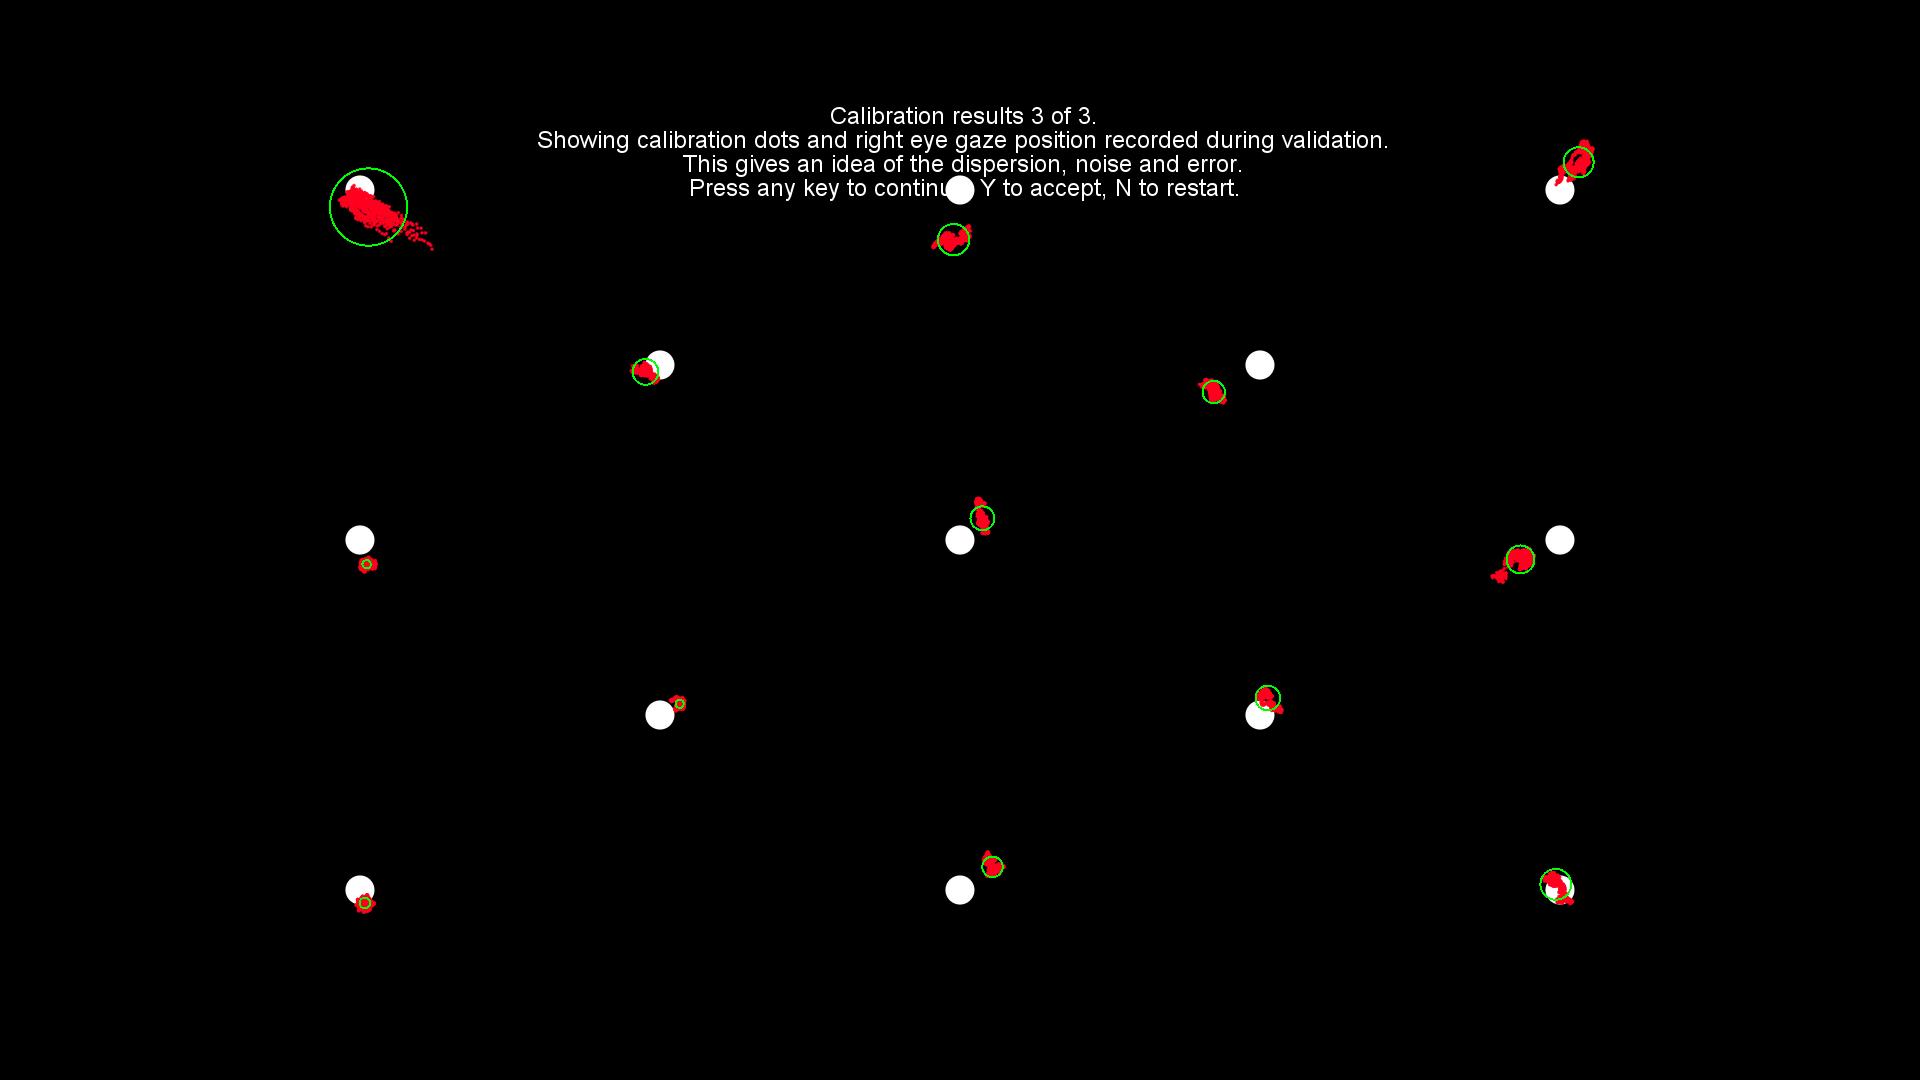 Calibration results 3 of 3.
Showing calibration dots and right eye gaze position recorded during validation.
This gives an idea of the dispersion, noise and error.
Press any key to continu Y to accept, N to restart.